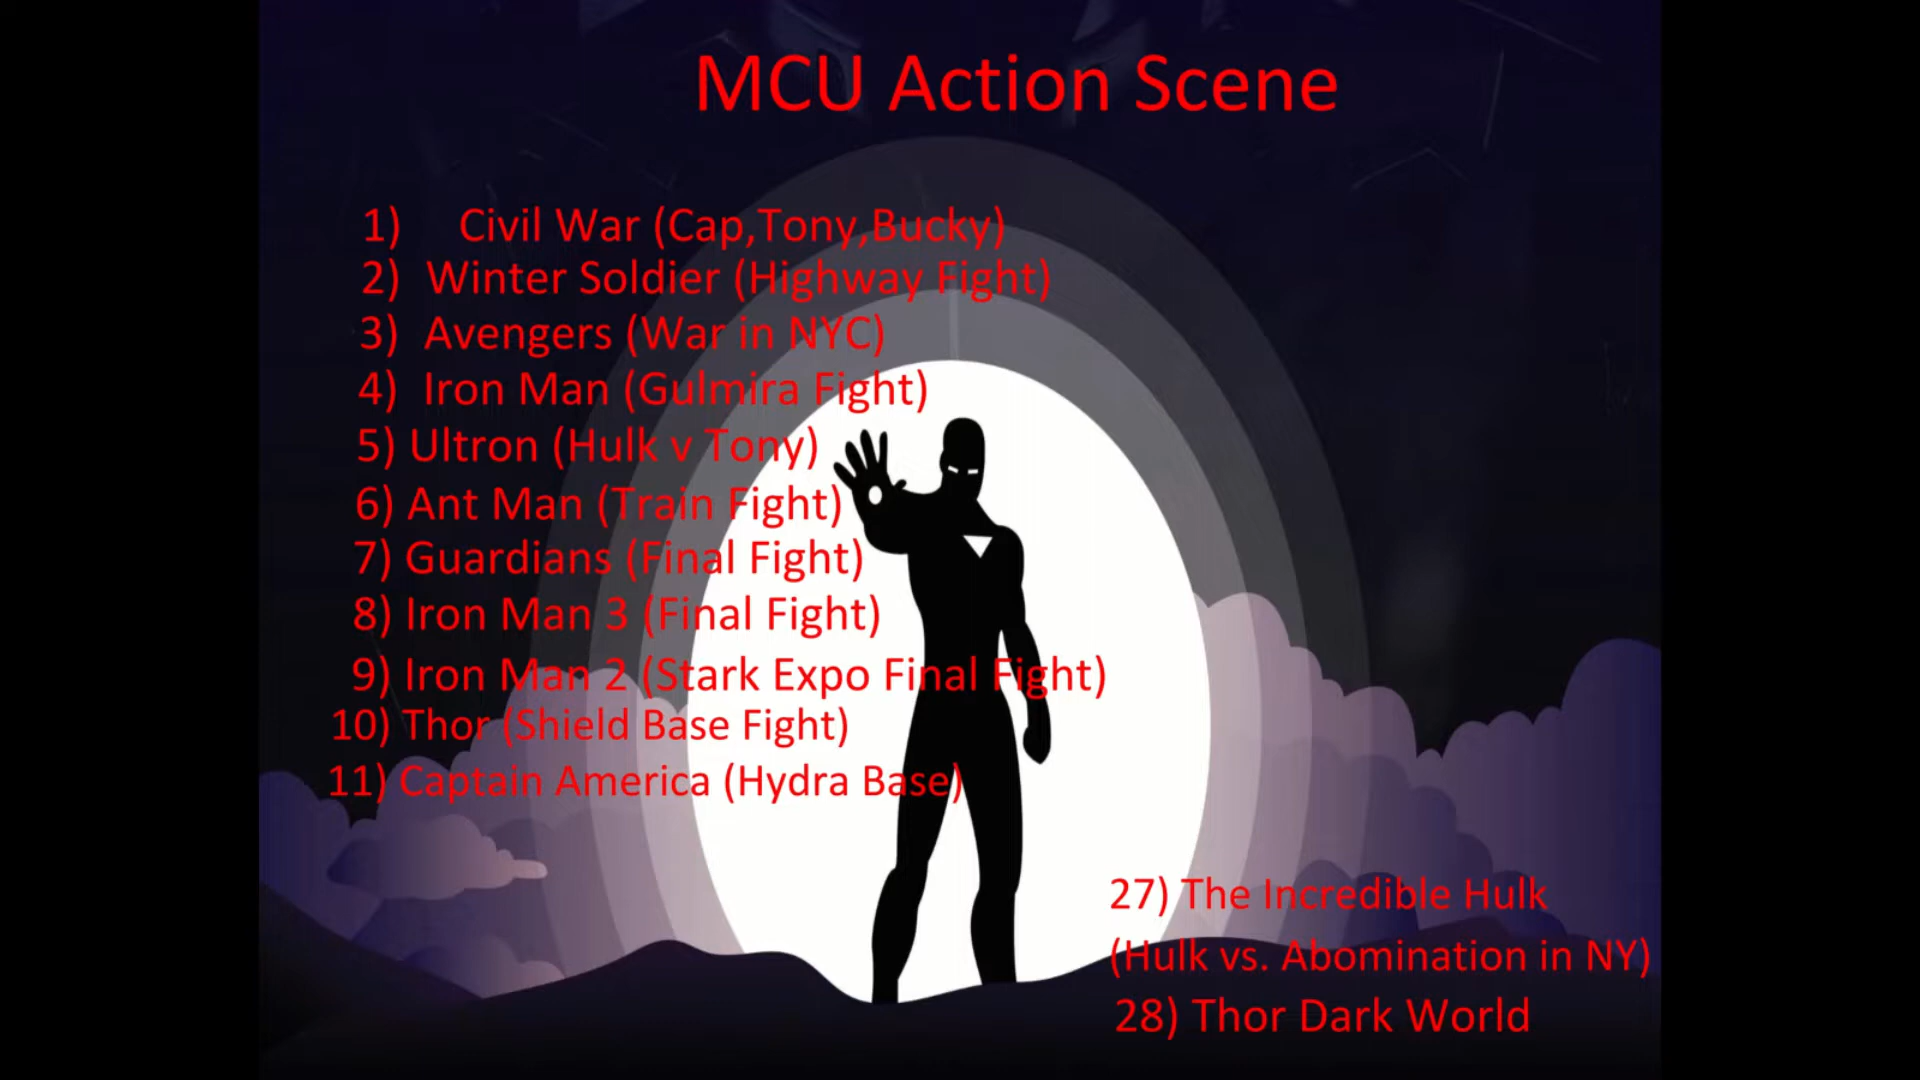 MCU Action Scene
1) Civil War (Cap,Tony,Bucky)
2) Winter Soldier (Highway Fight)
3) Avengers (War in NYC)
4) Iron Man (Gulmira Fight)
5) Ultron (Hulk v Tony)
6) Ant Man (Train Fight)
7) Guardians (Final Fight)
8) Iron Man 3 (Final Fight)
9) Iron Man 2 (Stark Expo Final Fight)
10) Thor (Shield Base Fight)
11) Captain America (Hydra Base)
27) The Incredible Hulk
(Hulk vs. Abomination in NY)
28) Thor Dark World